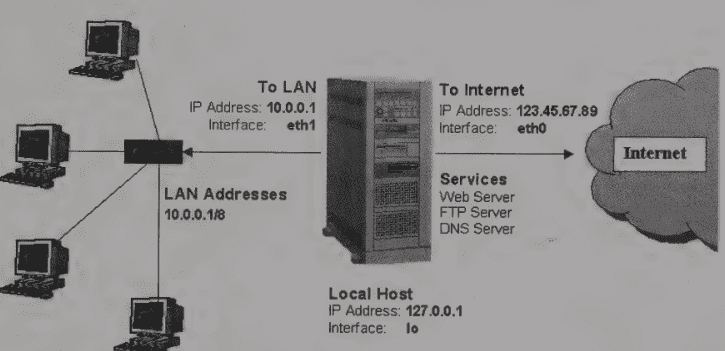 To LAN
IP Address: 10.0.0.1
Interface: eth1
To Internet
IP Address: 123.45.67.89
Interface: eth0
Internet
LAN Addresses
10.0.0.1/8
Services
Web Server
FTP Server
DNS Server
Local Host
IP Address: 127.0.0.1
Interface: lo